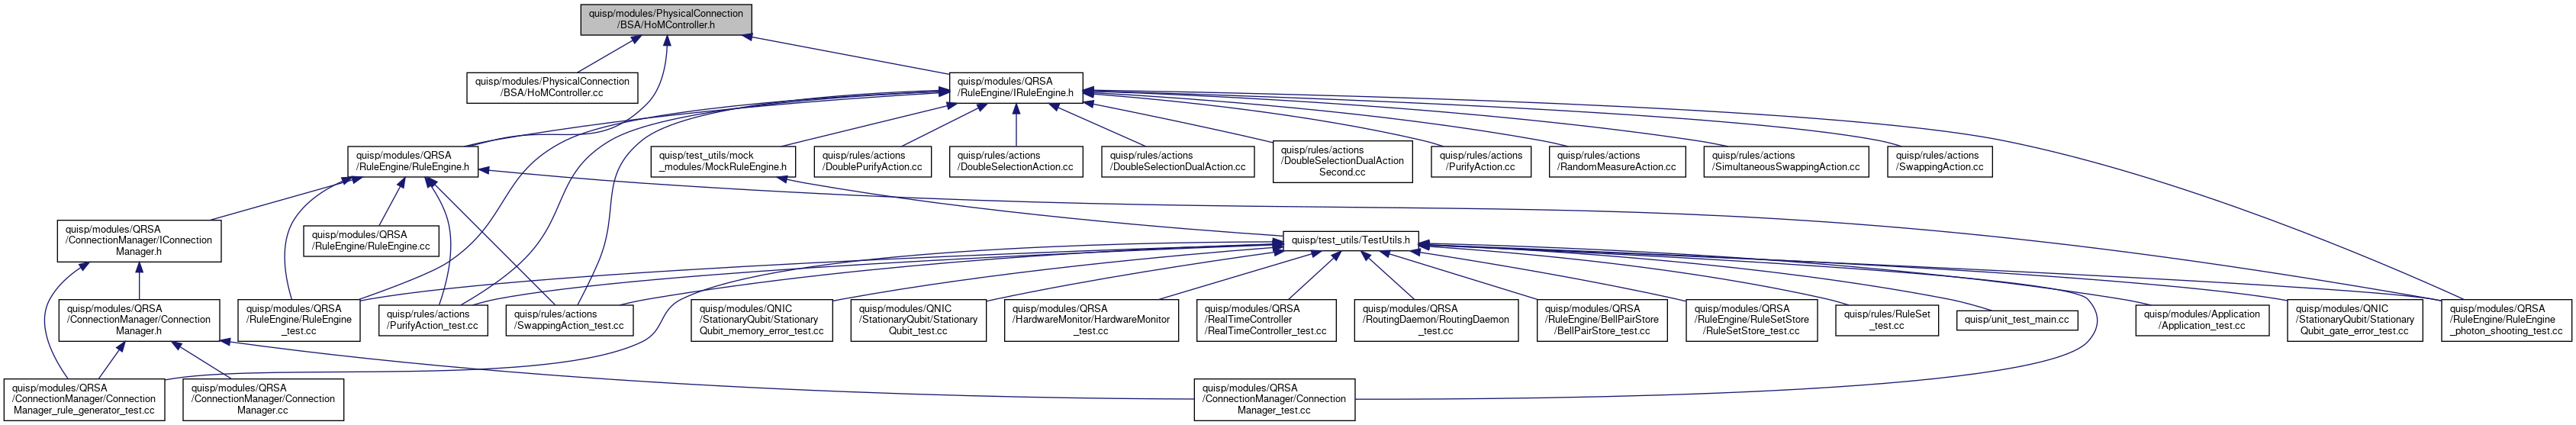 quisp/modules/PhysicalConnection
/BSA/HoMController.h
quisp/modules/PhysicalConnection
/BSA/HoMController.cc
quisp/modules/QRSA
/RuleEngine/IRuleEngine.h
quisp/modules/QRSA
/RuleEngine/RuleEngine.h
quisp/test_utils/mock
_modules/MockRuleEngine.h
quisp/rules/actions
/DoublePurifyAction.cc
quisp/rules/actions
/DoubleSelectionAction.cc
quisp/rules/actions
/DoubleSelectionDualAction.cc
quisp/rules/actions
/DoubleSelectionDualAction
Second.cc
quisp/rules/actions
/PurifyAction.cc
quisp/rules/actions
/RandomMeasureAction.cc
quisp/rules/actions
/SimultaneousSwappingAction.cc
quisp/rules/actions
/SwappingAction.cc
quisp/modules/QRSA
/ConnectionManager/IConnection
Manager.h
quisp/modules/QRSA
/RuleEngine/RuleEngine.cc
quisp/test_utils/TestUtils.h
quisp/modules/QRSA
/ConnectionManager/Connection
Manager.h
quisp/modules/QRSA
/RuleEngine/RuleEngine
_test.cc
quisp/rules/actions
/PurifyAction_test.cc
quisp/rules/actions
/SwappingAction_test.cc
quisp/modules/QNIC
/StationaryQubit/Stationary
Qubit_memory_error_test.cc
quisp/modules/QNIC
/StationaryQubit/Stationary
Qubit_test.cc
quisp/modules/QRSA
/HardwareMonitor/HardwareMonitor
_test.cc
quisp/modules/QRSA
/RealTimeController
/RealTimeController_test.cc
quisp/modules/QRSA
/RoutingDaemon/RoutingDaemon
_test.cc
quisp/modules/QRSA
/RuleEngine/BellPairStore
/BellPairStore_test.cc
quisp/modules/QRSA
/RuleEngine/RuleSetStore
/RuleSetStore_test.cc
quisp/rules/RuleSet
_test.cc
quisp/unit_test_main.cc
quisp/modules/Application
/Application_test.cc
quisp/modules/QNIC
/StationaryQubit/Stationary
Qubit_gate_error_test.cc
quisp/modules/QRSA
/RuleEngine/RuleEngine
_photon_shooting_test.cc
quisp/modules/QRSA
/ConnectionManager/Connection
Manager_rule_generator_test.cc
quisp/modules/QRSA
/ConnectionManager/Connection
Manager.cc
quisp/modules/QRSA
/ConnectionManager/Connection
Manager_test.cc